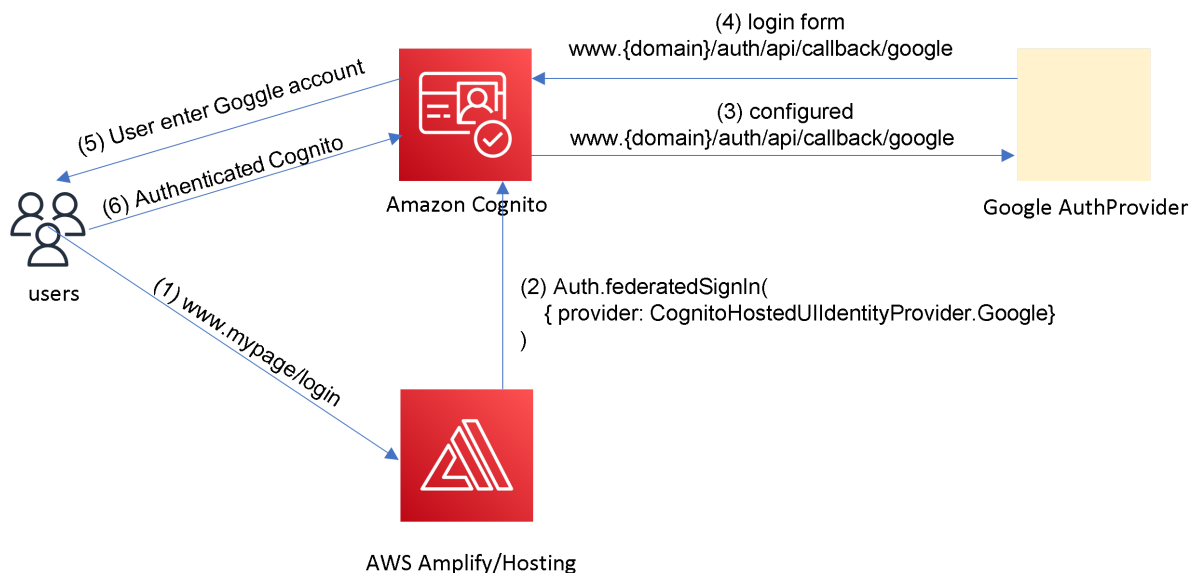 (4) login form
www.{domain}/auth/api/callback/google
(5) User enter Goggle account
(3) configured
www.{domain}/auth/api/callback/google
(6) Authenticated Cognito
Amazon Cognito
Google AuthProvider
users
(1) www.mypage/login
(2) Auth.federatedSignIn(
{ provider: CognitoHostedUIIdentityProvider.Google}
)
AWS Amplify/Hosting